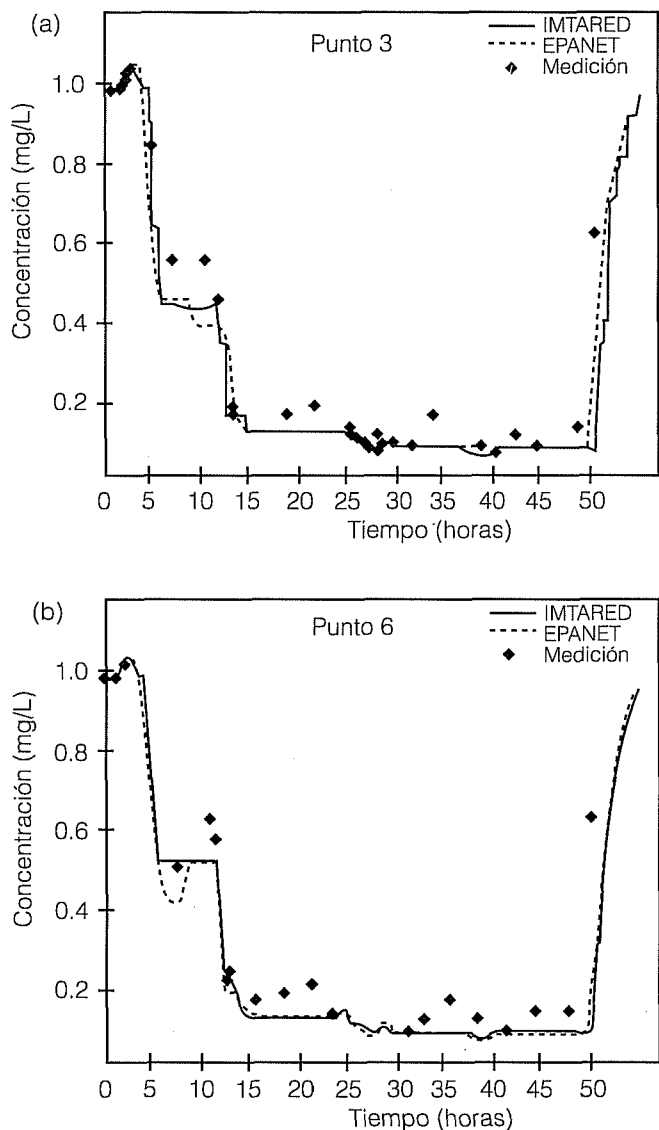 (a)
Punto 3
IMTARED
EPANET
Medición
Concentración (mg/L)
1.0
0.8
0.6
0.4
0.2
0 5 10 15 20 25 30 35 40 45 50
Tiempo (horas)
(b)
Punto 6
IMTARED
EPANET
Medición
Concentración (mg/L)
1.0
0.8
0.6
0.4
0.2
0 5 10 15 20 25 30 35 40 45 50
Tiempo (horas)